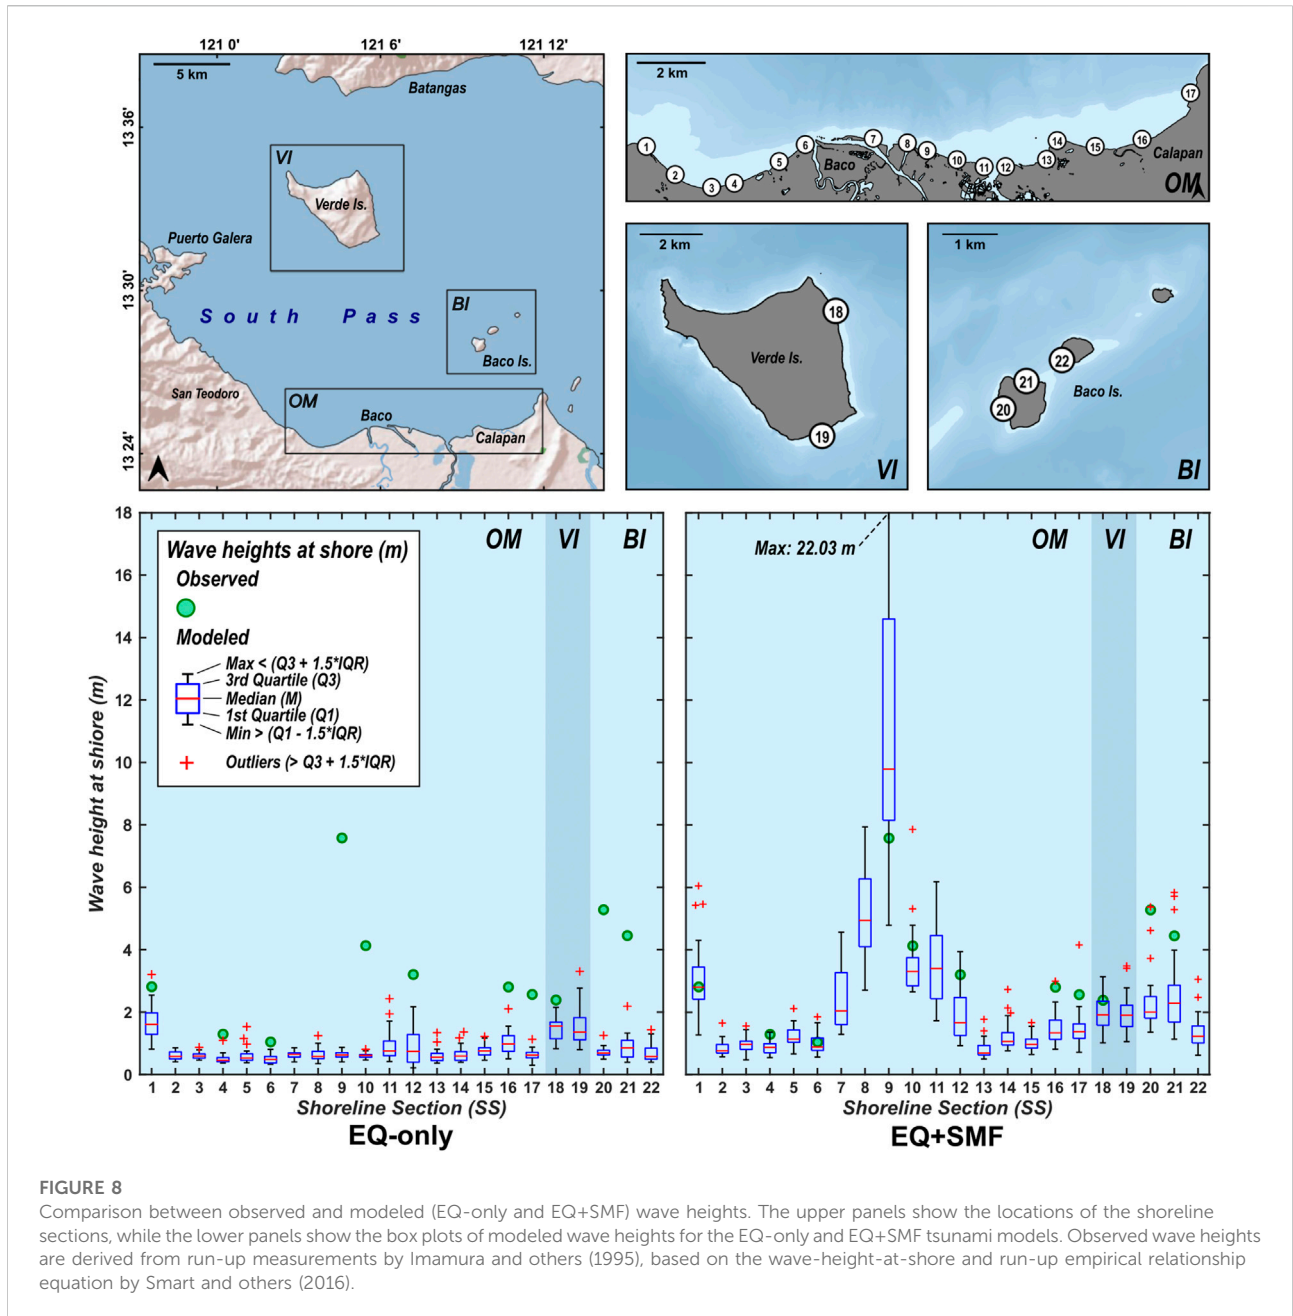 121 0'
121 6'
121 12'
13 36'
13 30'
13 24'
5 km
Batangas
VI
Verde Is.
Puerto Galera
South Pass
BI
Baco Is.
San Teodoro
OM
Baco
Calapan
2 km
1
2
3
4
5
6
7
8
9
10
11
12
13
14
15
16
17
Baco
Calapan
OM
2 km
18
Verde Is.
19
VI
1 km
22
21
20
Baco Is.
BI
Wave height at shiore (m)
18
16
14
12
10
8
6
4
2
0
Wave heights at shore (m)
Observed
Modeled
Max < (Q3 + 1.5*IQR)
3rd Quartile (Q3)
Median (M)
1st Quartile (Q1)
Min > (Q1 - 1.5*IQR)
Outliers (> Q3 + 1.5*IQR)
OM VI BI
1 2 3 4 5 6 7 8 9 10 11 12 13 14 15 16 17 18 19 20 21 22
Shoreline Section (SS)
EQ-only
Max: 22.03 m
OM VI BI
1 2 3 4 5 6 7 8 9 10 11 12 13 14 15 16 17 18 19 20 21 22
Shoreline Section (SS)
EQ+SMF
FIGURE 8
Comparison between observed and modeled (EQ-only and EQ+SMF) wave heights. The upper panels show the locations of the shoreline
sections, while the lower panels show the box plots of modeled wave heights for the EQ-only and EQ+SMF tsunami models. Observed wave heights
are derived from run-up measurements by Imamura and others (1995), based on the wave-height-at-shore and run-up empirical relationship
equation by Smart and others (2016).